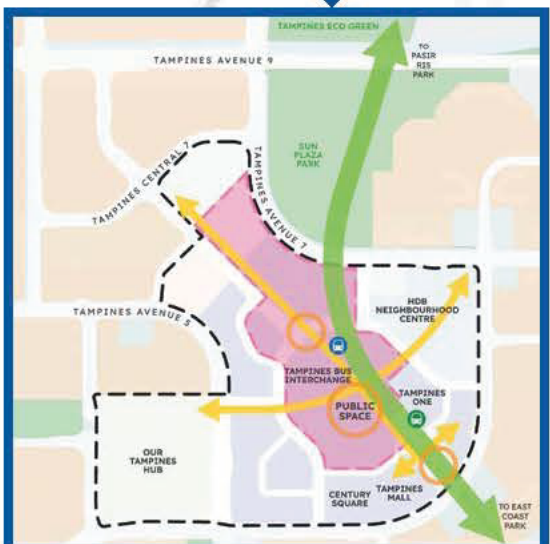 TAMPINES ECO GREEN
TO
PASIR
RIS
PARK
TAMPINES AVENUE 9
SUN
PLAZA
PARK
TAMPINES CENTRAL 7
TAMPINES AVENUE 7
HDB
NEIGHBOURHOOD
CENTRE
TAMPINES AVENUE 5
TAMPINES BUS
INTERCHANGE
TAMPINES
ONE
PUBLIC
SPACE
OUR
TAMPINES
HUB
CENTURY
SQUARE
TAMPINES
MALL
TO EAST
COAST
PARK